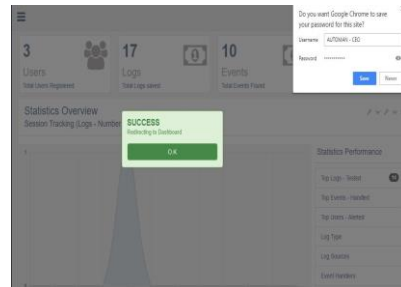 Do you want Google Chrome to save
your password for this site?
Username AUTOMAN - CEO
Password
Save Never
3
Users
Total Users Registered
17
Logs
Total Logs saved
10
Events
Total Events Found
Statistics Overview
Session Tracking (Logs - Number
SUCCESS
Redirecting to Dashboard
O.K
Statistics Performance
Top Logs - Tested
Top Events - Handled
Top Users - Ranked
Log Type
Log Sources
Event Handlers